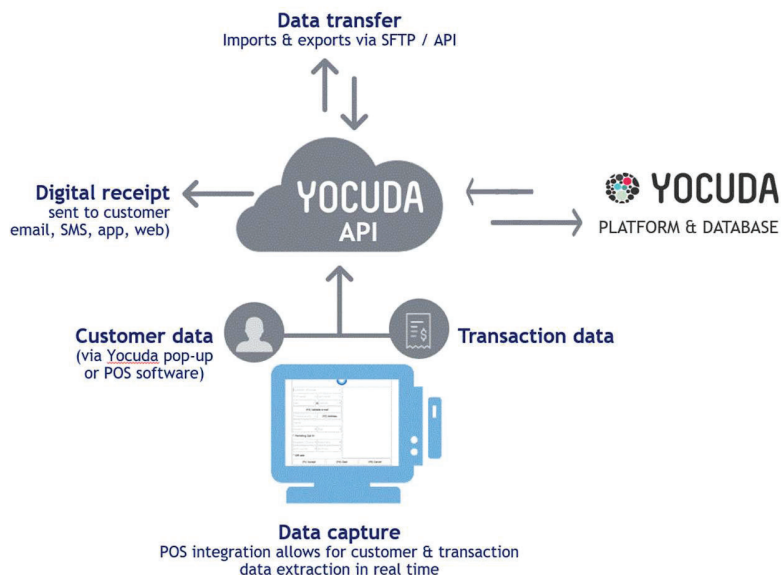 Data transfer
Imports & exports via SFTP / API
Digital receipt
sent to customer
email, SMS, app, web)
YOCUDA
API
YOCUDA
PLATFORM & DATABASE
Customer data
(via Yocuda pop-up
or POS software)
Transaction data
Data capture
POS integration allows for customer & transaction
data extraction in real time